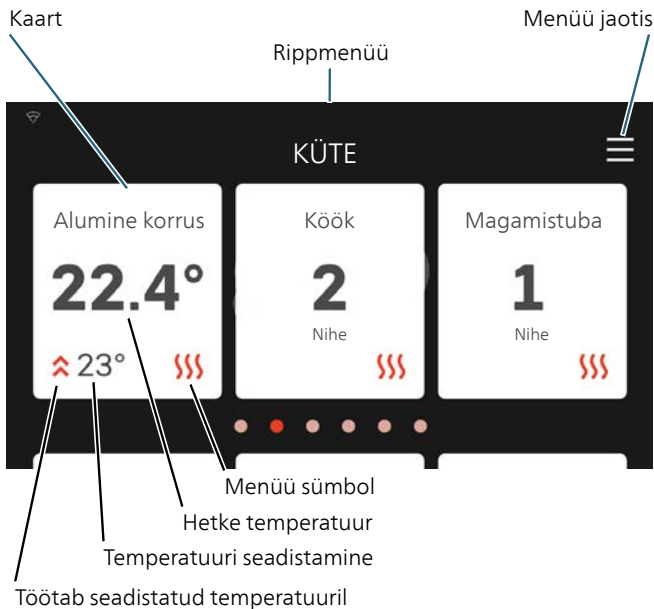 Kaart
Menüü jaotis
Rippmenüü
KÜTE
Alumine korrus
Köök
Magamistuba
22.4°
2
1
Nihe
Nihe
23°
Menüü sümbol
Hetke temperatuur
Temperatuuri seadistamine
Töötab seadistatud temperatuuril